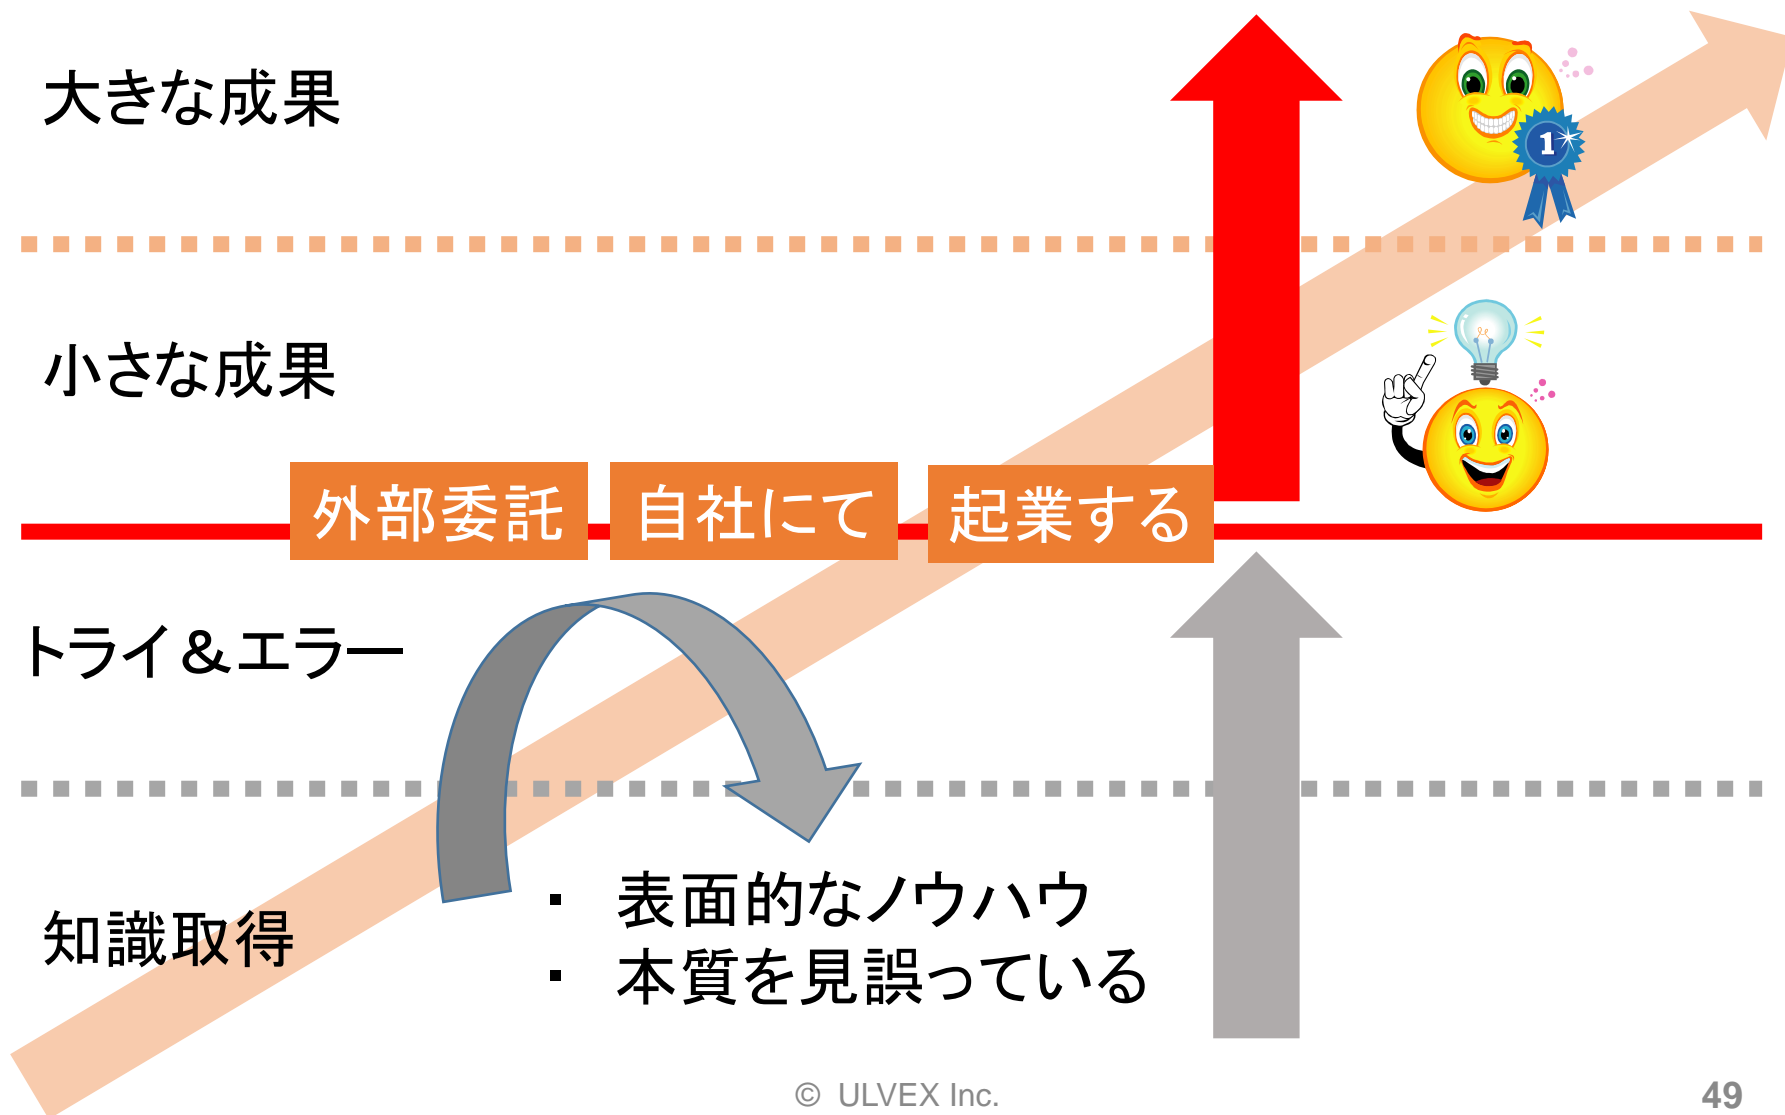 大きな成果
1
小さな成果
外部委託
自社にて
起業する
トライ＆エラー
・ 表面的なノウハウ
・ 本質を見誤っている
知識取得
© ULVEX Inc.
49